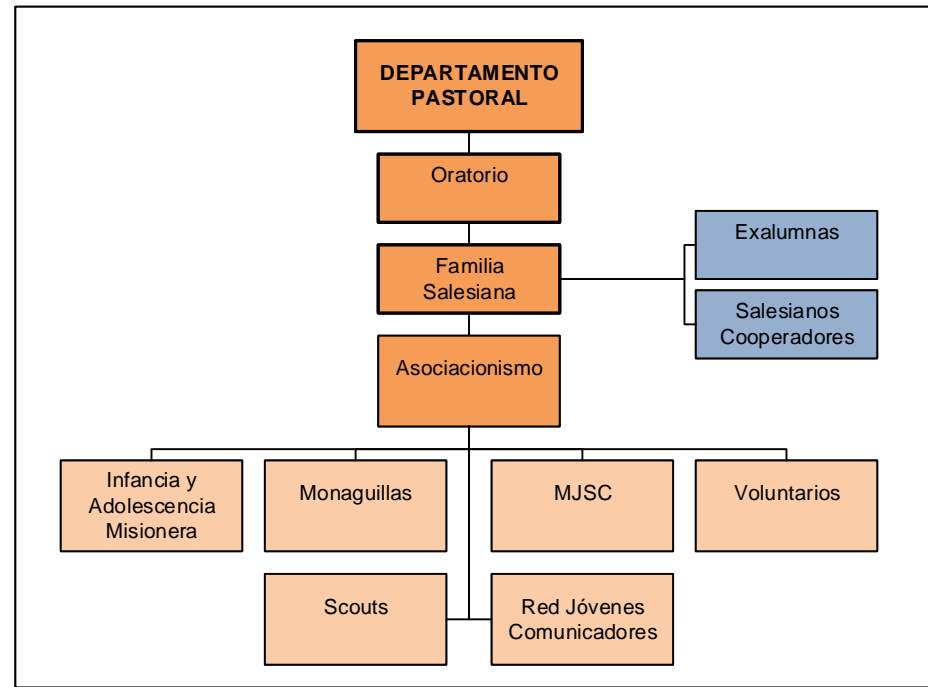 DEPARTAMENTO
PASTORAL
Oratorio
Familia
Salesiana
Exalumnas
Salesianos
Cooperadores
Asociacionismo
Infancia y
Adolescencia
Misionera
Monaguillas
MJSC
Voluntarios
Scouts
Red Jóvenes
Comunicadores